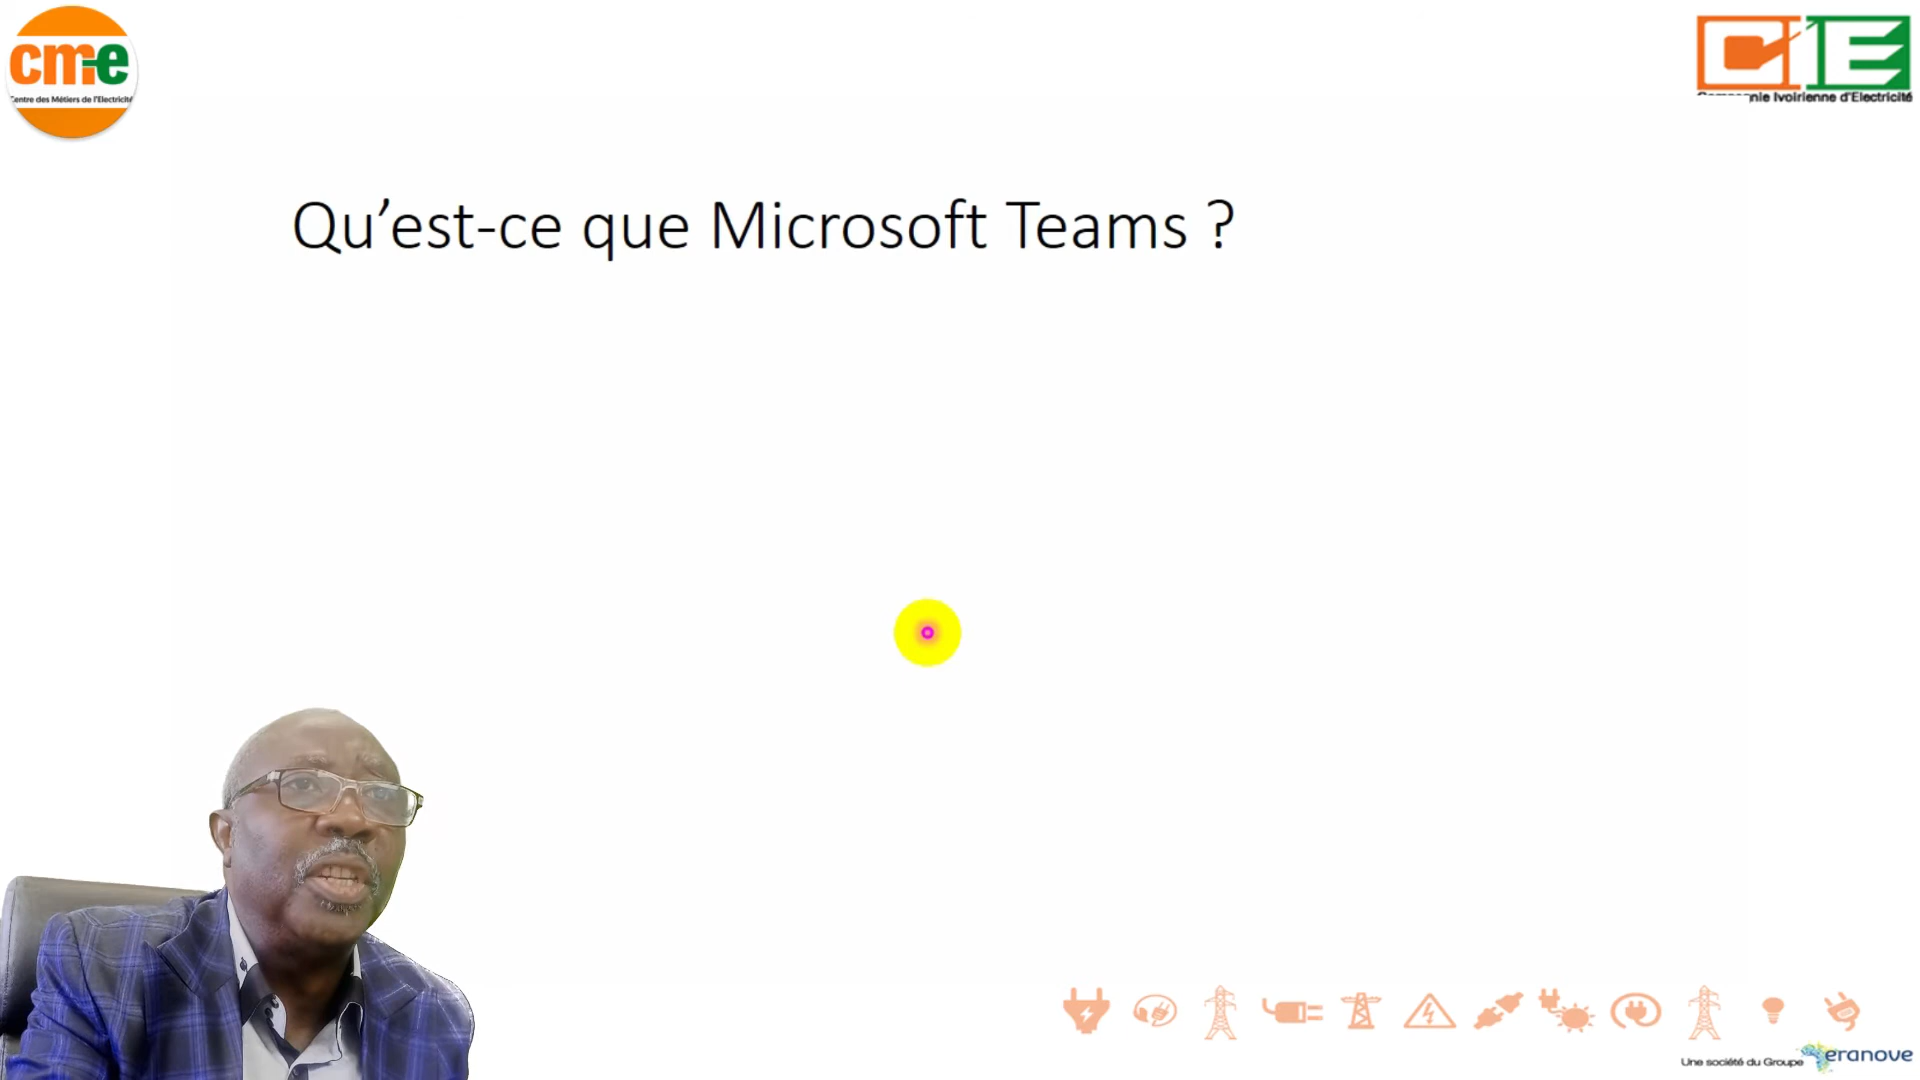 cme
Centre des Métiers de l'Electricité
CIE
nie Ivoirienne d'Electricité
Qu'est-ce que Microsoft Teams ?
Une société du Groupe eranove